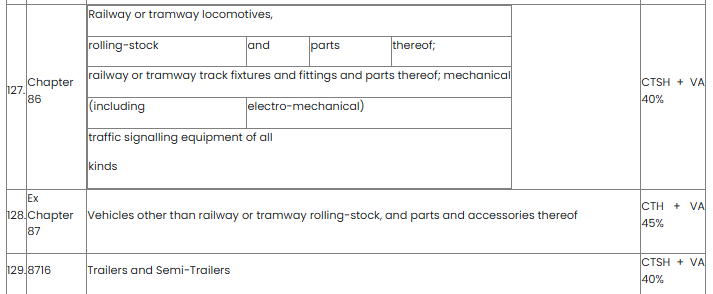 Railway or tramway locomotives,
rolling-stock and parts thereof;
railway or tramway track fixtures and fittings and parts thereof; mechanical
127. Chapter 86 CTSH + VA 40%
(including electro-mechanical)
traffic signalling equipment of all
kinds
128. Ex Chapter 87 Vehicles other than railway or tramway rolling-stock, and parts and accessories thereof CTH + VA 45%
129. 8716 Trailers and Semi-Trailers CTSH + VA 40%